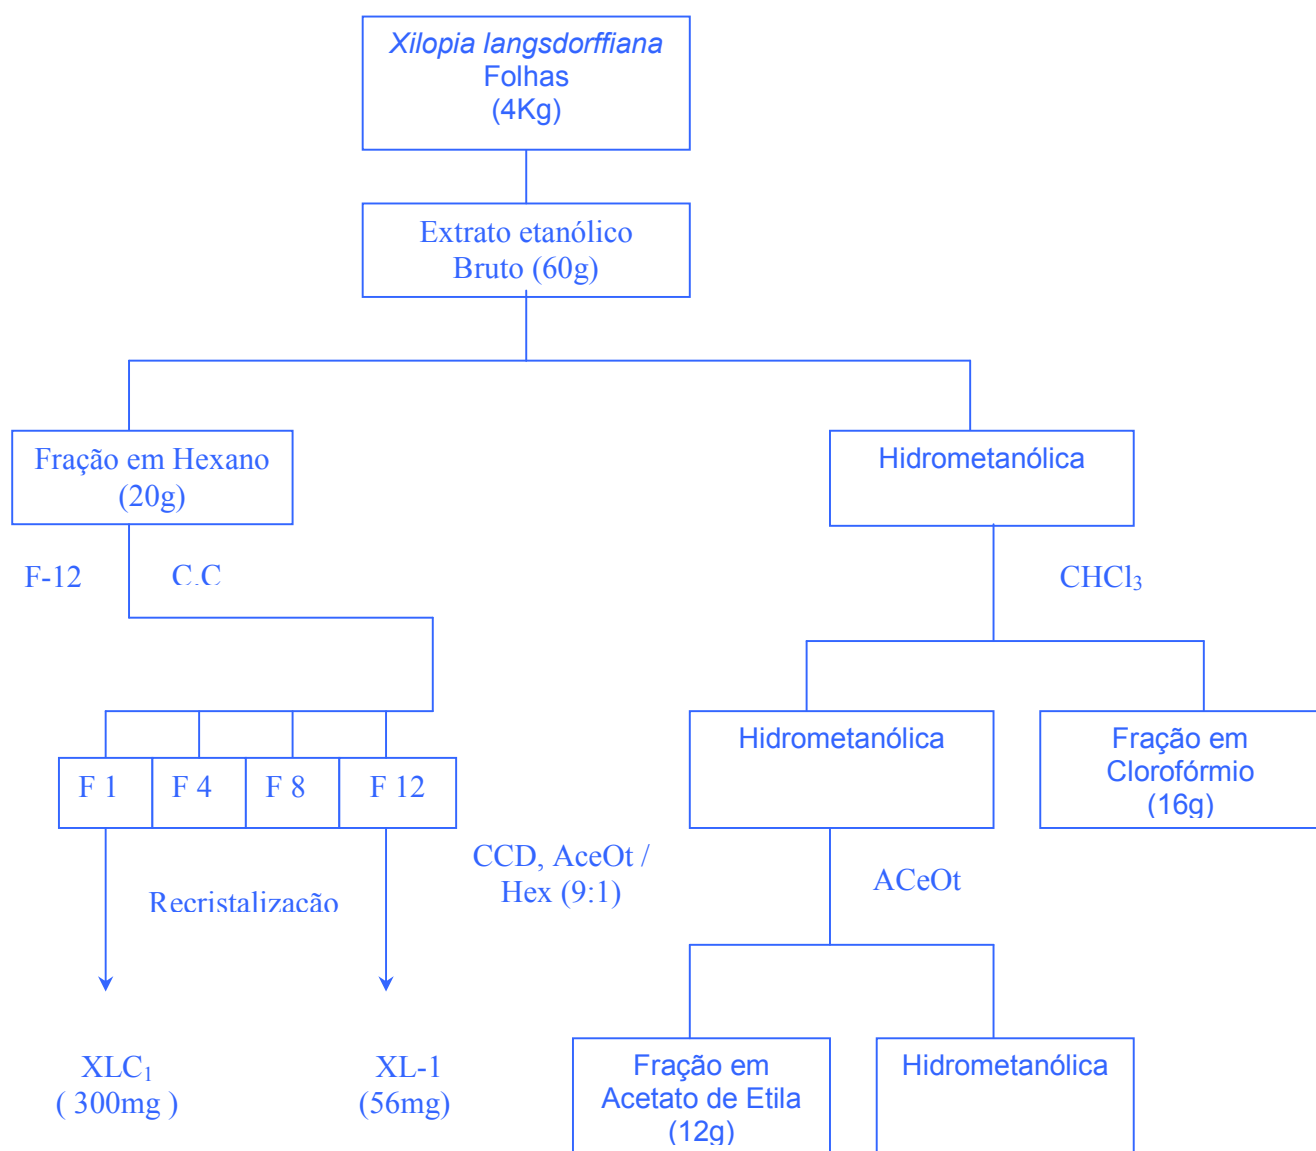 Xilopia langsdorffiana
Folhas
(4Kg)
Extrato etanólico
Bruto (60g)
Fração em Hexano
(20g)
Hidrometanólica
F-12
C.C
CHCl₃
Hidrometanólica
Fração em
Clorofórmio
(16g)
F 1
F 4
F 8
F 12
CCD, AceOt /
Hex (9:1)
ACeOt
Recristalização
XLC₁
( 300mg )
XL-1
(56mg)
Fração em
Acetato de Etila
(12g)
Hidrometanólica